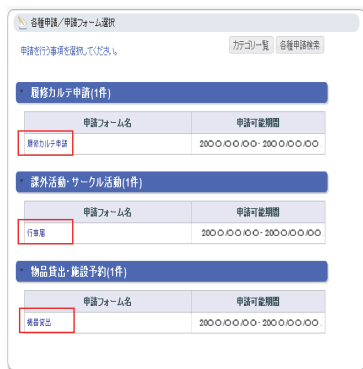 各種申請/申請フォーム選択
申請を行う事項を選択してください。
カテゴリ一覧 各種申請検索
履修カルテ申請(1件)
申請フォーム名 申請可能期間
履修カルテ申請 20○○/○○/○○-20○○/○○/○○.
課外活動・サークル活動(1件)
申請フォーム名 申請可能期間
行事届 20○○/○○/○○-20○○/○○/○○.
物品貸出・施設予約(1件)
申請フォーム名 申請可能期間
機器貸出 20○○/○○/○○-20○○/○○/○○.